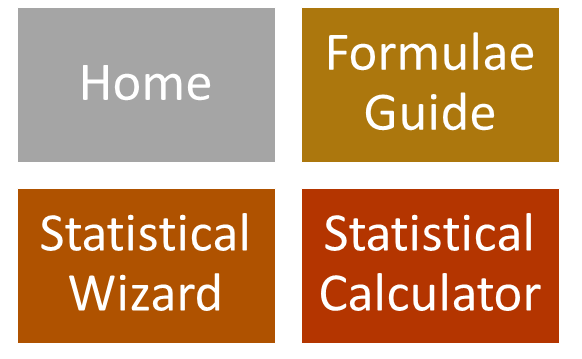 Home
Formulae
Guide
Statistical
Wizard
Statistical
Calculator